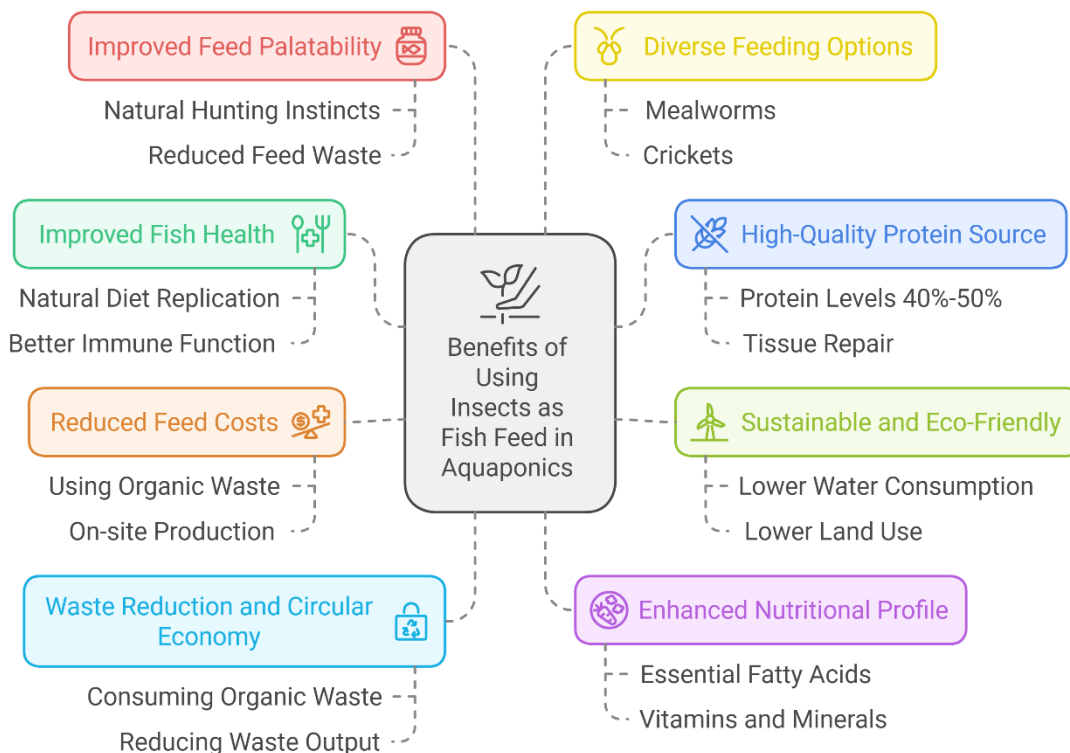 Improved Feed Palatability
Natural Hunting Instincts
Reduced Feed Waste
Diverse Feeding Options
Mealworms
Crickets
Improved Fish Health
Natural Diet Replication
Better Immune Function
High-Quality Protein Source
Protein Levels 40%-50%
Tissue Repair
Benefits of
Using
Insects as
Fish Feed in
Aquaponics
Reduced Feed Costs
Using Organic Waste
On-site Production
Sustainable and Eco-Friendly
Lower Water Consumption
Lower Land Use
Waste Reduction and Circular
Economy
Consuming Organic Waste
Reducing Waste Output
Enhanced Nutritional Profile
Essential Fatty Acids
Vitamins and Minerals